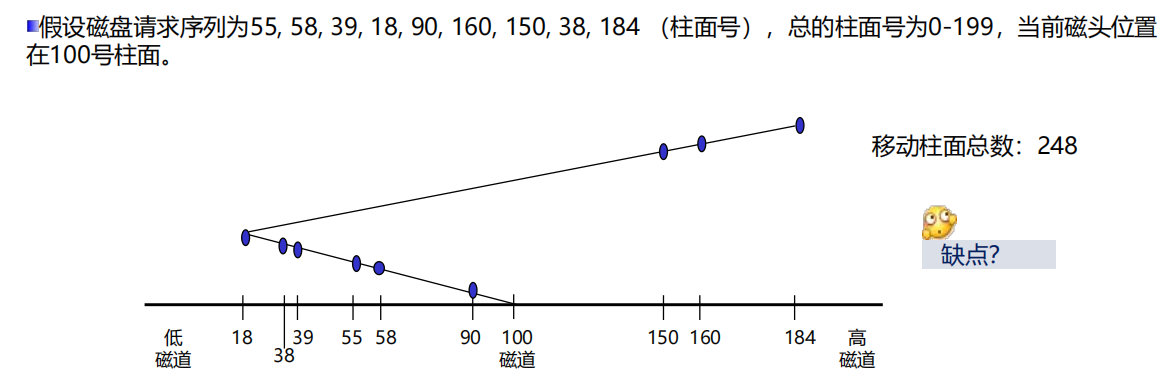 假设磁盘请求序列为55, 58, 39, 18, 90, 160, 150, 38, 184 （柱面号），总的柱面号为0-199，当前磁头位置
在100号柱面。
移动柱面总数：248
缺点?
低 18 39 55 58 90 100 150 160 184 高
38
磁道 磁道 磁道